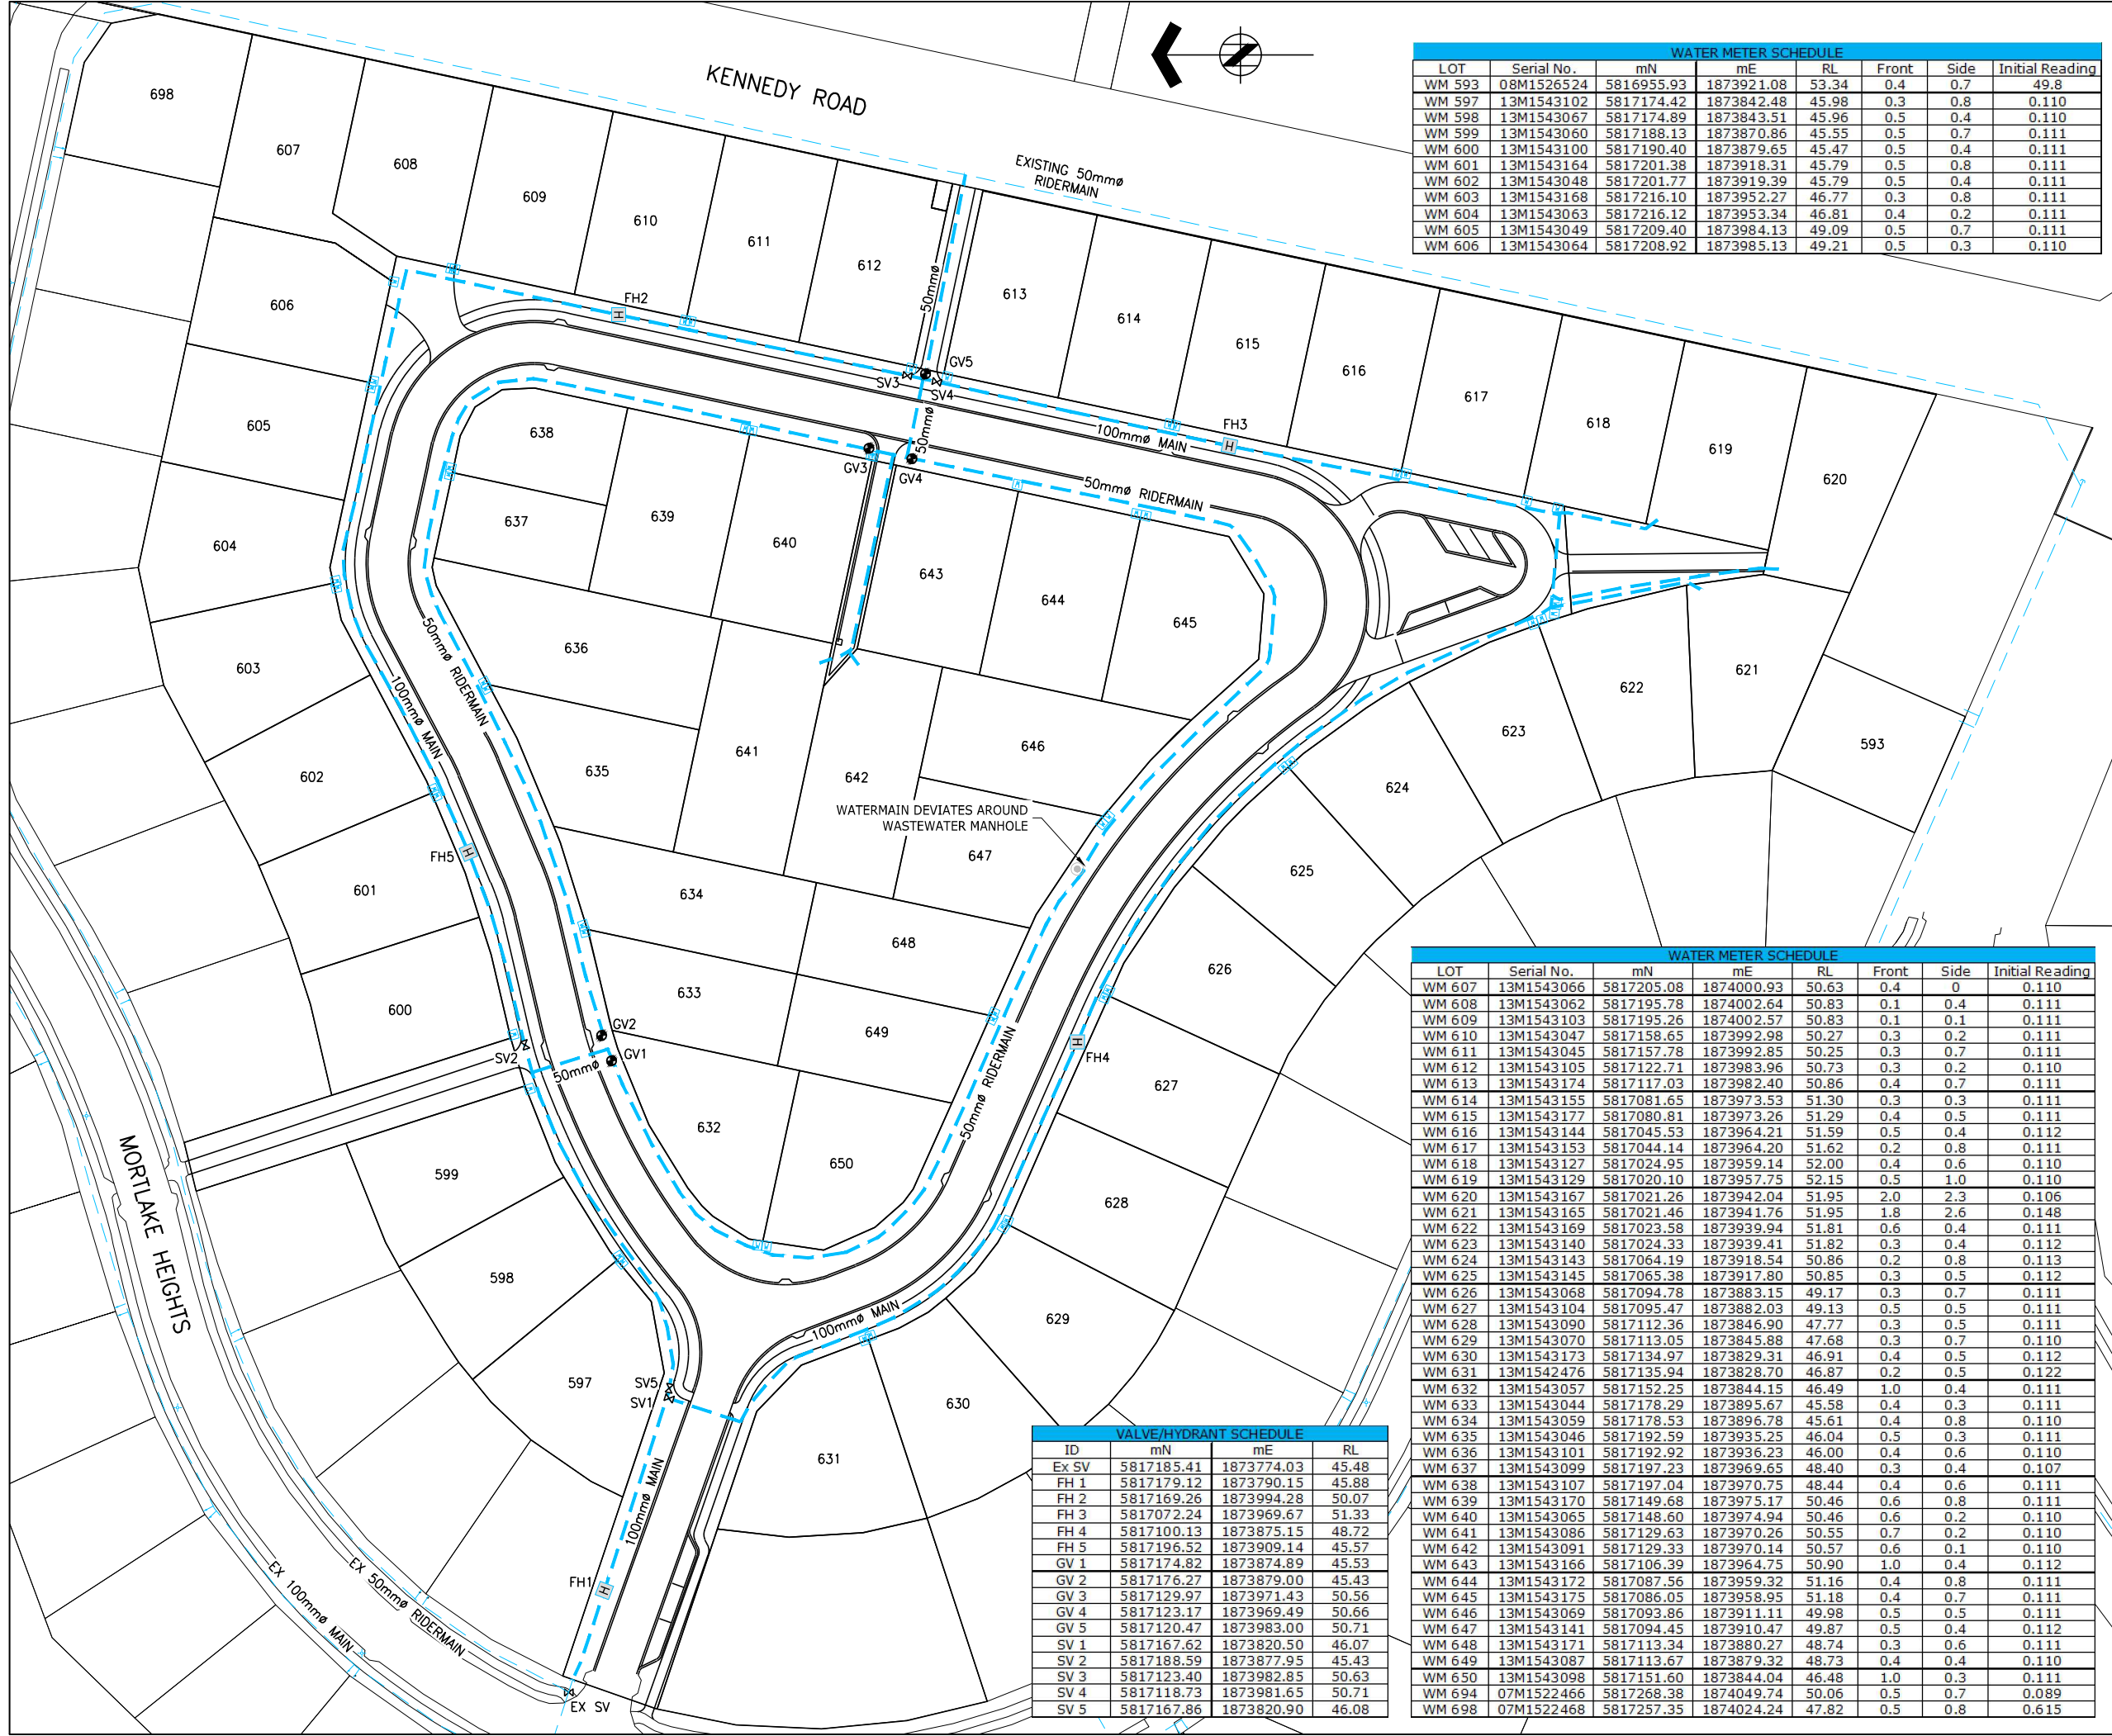 KENNEDY ROAD
EXISTING 50mmø
RIDERMAIN
WATER METER SCHEDULE
LOT Serial No. mN mE RL Front Side Initial Reading
WM 593 08M1526524 5816955.93 1873921.08 53.34 0.4 0.7 49.8
WM 597 13M1543102 5817174.42 1873842.48 45.98 0.3 0.8 0.110
WM 598 13M1543067 5817174.89 1873843.51 45.96 0.5 0.4 0.110
WM 599 13M1543060 5817188.13 1873870.86 45.55 0.5 0.7 0.111
WM 600 13M1543100 5817190.40 1873879.65 45.47 0.5 0.4 0.111
WM 601 13M1543164 5817201.38 1873918.31 45.79 0.5 0.8 0.111
WM 602 13M1543048 5817201.77 1873919.39 45.79 0.5 0.4 0.111
WM 603 13M1543168 5817216.10 1873952.27 46.77 0.3 0.8 0.111
WM 604 13M1543063 5817216.12 1873953.34 46.81 0.4 0.2 0.111
WM 605 13M1543049 5817209.40 1873984.13 49.09 0.5 0.7 0.111
WM 606 13M1543064 5817208.92 1873985.13 49.21 0.5 0.3 0.110
698
607
608
609
610
611
612
613
614
615
616
617
618
619
620
606
605
604
603
602
601
600
599
598
597
FH2
50mmø
GV5
SV3
SV4
50mmø
FH3
100mmø MAIN
GV3
GV4
50mmø RIDERMAIN
638
637
639
640
643
644
645
636
635
641
642
646
647
WATERMAIN DEVIATES AROUND
WASTEWATER MANHOLE
634
648
633
649
632
650
50mmø RIDERMAIN
100mmø MAIN
FH5
GV2
GV1
SV2
50mmø
50mmø RIDERMAIN
FH4
621
622
593
623
624
625
626
627
628
629
630
631
100mmø MAIN
SV5
SV1
100mmø MAIN
FH1
EX SV
MORTLAKE HEIGHTS
EX 100mmø MAIN
EX 50mmø RIDERMAIN
VALVE/HYDRANT SCHEDULE
ID mN mE RL
Ex SV 5817185.41 1873774.03 45.48
FH 1 5817179.12 1873790.15 45.88
FH 2 5817169.26 1873994.28 50.07
FH 3 5817072.24 1873969.67 51.33
FH 4 5817100.13 1873875.15 48.72
FH 5 5817196.52 1873909.14 45.57
GV 1 5817174.82 1873874.89 45.53
GV 2 5817176.27 1873879.00 45.43
GV 3 5817129.97 1873971.43 50.56
GV 4 5817123.17 1873969.49 50.66
GV 5 5817120.47 1873983.00 50.71
SV 1 5817167.62 1873820.50 46.07
SV 2 5817188.59 1873877.95 45.43
SV 3 5817123.40 1873982.85 50.63
SV 4 5817118.73 1873981.65 50.71
SV 5 5817167.86 1873820.90 46.08
WATER METER SCHEDULE
LOT Serial No. mN mE RL Front Side Initial Reading
WM 607 13M1543066 5817205.08 1874000.93 50.63 0.4 0 0.110
WM 608 13M1543062 5817195.78 1874002.64 50.83 0.1 0.4 0.111
WM 609 13M1543103 5817195.26 1874002.57 50.83 0.1 0.1 0.111
WM 610 13M1543047 5817158.65 1873992.98 50.27 0.3 0.2 0.111
WM 611 13M1543045 5817157.78 1873992.85 50.25 0.3 0.7 0.111
WM 612 13M1543105 5817122.71 1873983.96 50.73 0.3 0.2 0.110
WM 613 13M1543174 5817117.03 1873982.40 50.86 0.4 0.7 0.111
WM 614 13M1543155 5817081.65 1873973.53 51.30 0.3 0.3 0.111
WM 615 13M1543177 5817080.81 1873973.26 51.29 0.4 0.5 0.111
WM 616 13M1543144 5817045.53 1873964.21 51.59 0.5 0.4 0.112
WM 617 13M1543153 5817044.14 1873964.20 51.62 0.2 0.8 0.111
WM 618 13M1543127 5817024.95 1873959.14 52.00 0.4 0.6 0.110
WM 619 13M1543129 5817020.10 1873957.75 52.15 0.5 1.0 0.110
WM 620 13M1543167 5817021.26 1873942.04 51.95 2.0 2.3 0.106
WM 621 13M1543165 5817021.46 1873941.76 51.95 1.8 2.6 0.148
WM 622 13M1543169 5817023.58 1873939.94 51.81 0.6 0.4 0.111
WM 623 13M1543140 5817024.33 1873939.41 51.82 0.3 0.4 0.112
WM 624 13M1543143 5817064.19 1873918.54 50.86 0.2 0.8 0.113
WM 625 13M1543145 5817065.38 1873917.80 50.85 0.3 0.5 0.112
WM 626 13M1543068 5817094.78 1873883.15 49.17 0.3 0.7 0.111
WM 627 13M1543104 5817095.47 1873882.03 49.13 0.5 0.5 0.111
WM 628 13M1543090 5817112.36 1873846.90 47.77 0.3 0.5 0.111
WM 629 13M1543070 5817113.05 1873845.88 47.68 0.3 0.7 0.110
WM 630 13M1543173 5817134.97 1873829.31 46.91 0.4 0.5 0.112
WM 631 13M1542476 5817135.94 1873828.70 46.87 0.2 0.5 0.122
WM 632 13M1543057 5817152.25 1873844.15 46.49 1.0 0.4 0.111
WM 633 13M1543044 5817178.29 1873895.67 45.58 0.4 0.3 0.111
WM 634 13M1543059 5817178.53 1873896.78 45.61 0.4 0.8 0.110
WM 635 13M1543046 5817192.59 1873935.25 46.04 0.5 0.3 0.111
WM 636 13M1543101 5817192.92 1873936.23 46.00 0.4 0.6 0.110
WM 637 13M1543099 5817197.23 1873969.65 48.40 0.3 0.4 0.107
WM 638 13M1543107 5817197.04 1873970.75 48.44 0.4 0.6 0.111
WM 639 13M1543170 5817149.68 1873975.17 50.46 0.6 0.8 0.111
WM 640 13M1543065 5817148.60 1873974.94 50.46 0.6 0.2 0.110
WM 641 13M1543086 5817129.63 1873970.26 50.55 0.7 0.2 0.110
WM 642 13M1543091 5817129.33 1873970.14 50.57 0.6 0.1 0.110
WM 643 13M1543166 5817106.39 1873964.75 50.90 1.0 0.4 0.112
WM 644 13M1543172 5817087.56 1873959.32 51.16 0.4 0.8 0.111
WM 645 13M1543175 5817086.05 1873958.95 51.18 0.4 0.7 0.111
WM 646 13M1543069 5817093.86 1873911.11 49.98 0.5 0.5 0.111
WM 647 13M1543141 5817094.45 1873910.47 49.87 0.5 0.4 0.112
WM 648 13M1543171 5817113.34 1873880.27 48.74 0.3 0.6 0.111
WM 649 13M1543087 5817113.67 1873879.32 48.73 0.4 0.4 0.110
WM 650 13M1543098 5817151.60 1873844.04 46.48 1.0 0.3 0.111
WM 694 07M1522466 5817268.38 1874049.74 50.06 0.5 0.7 0.089
WM 698 07M1522468 5817257.35 1874024.24 47.82 0.5 0.8 0.615